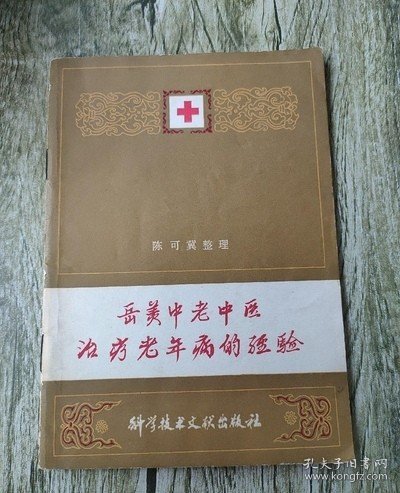 陈可冀整理
岳美中老中医
治疗老年病的经验
科学技术文献出版社
孔夫子旧书网
www.kongfz.com